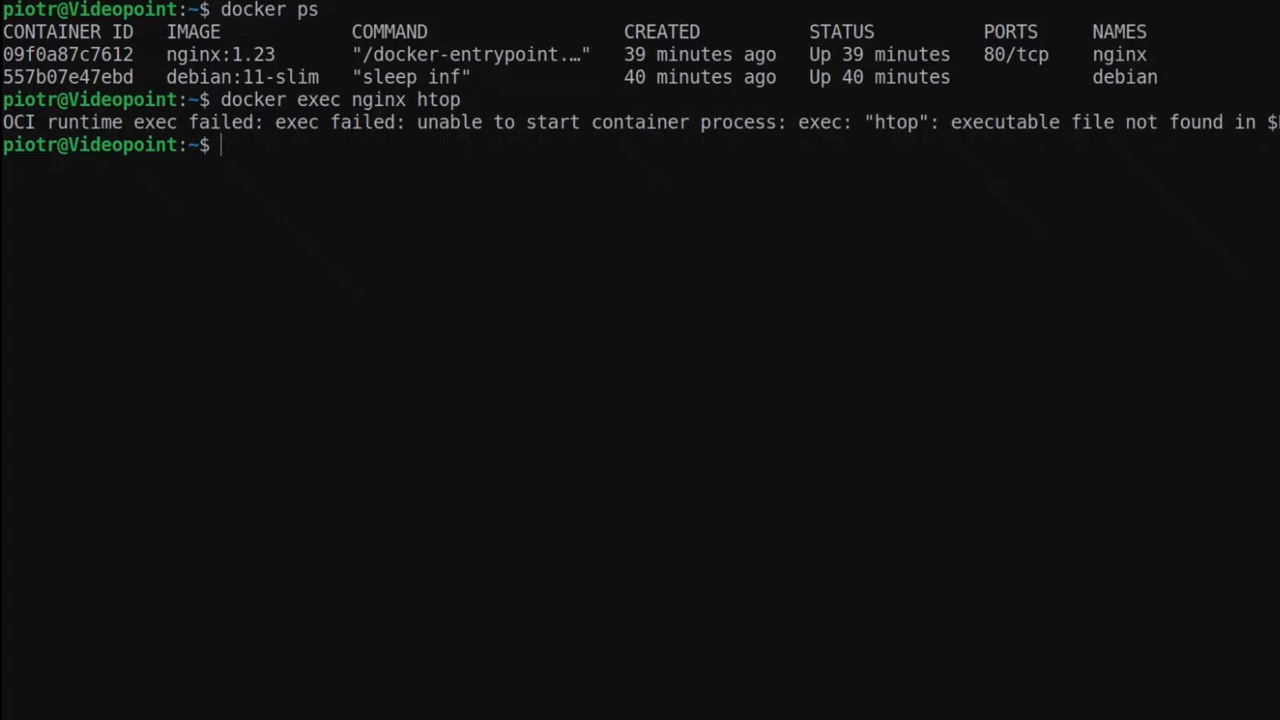 piotr@Videopoint:~$ docker ps
CONTAINER ID   IMAGE            COMMAND                  CREATED          STATUS          PORTS     NAMES
09f0a87c7612   nginx:1.23       "/docker-entrypoint.…"   39 minutes ago   Up 39 minutes   80/tcp    nginx
557b07e47ebd   debian:11-slim   "sleep inf"              40 minutes ago   Up 40 minutes             debian
piotr@Videopoint:~$ docker exec nginx htop
OCI runtime exec failed: exec failed: unable to start container process: exec: "htop": executable file not found in $
piotr@Videopoint:~$